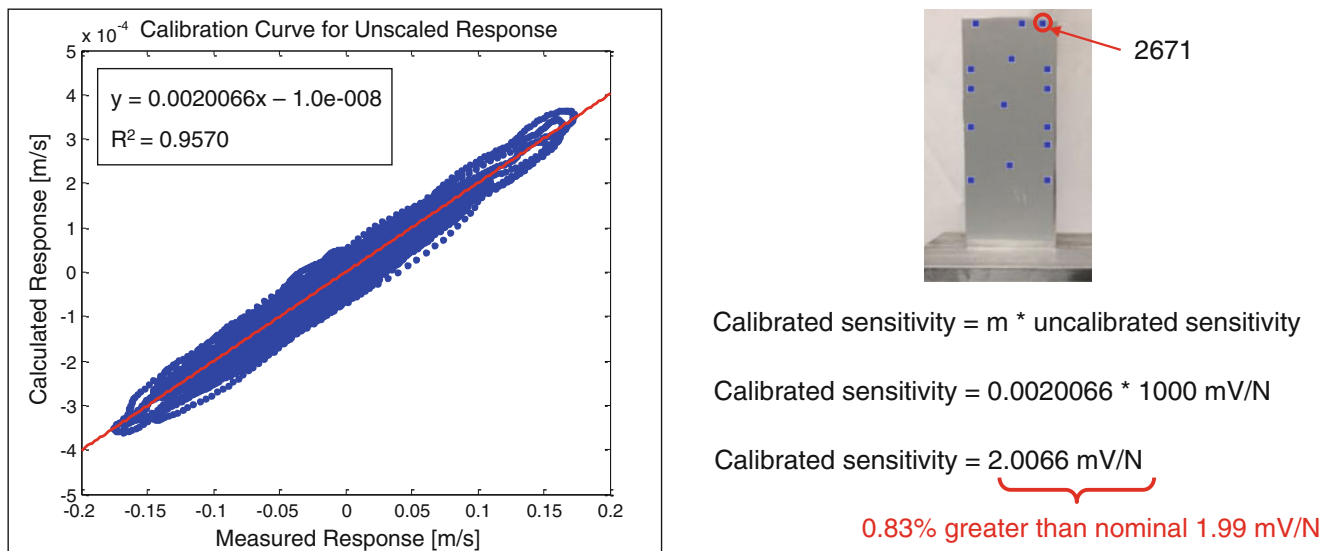 x 10⁻⁴ Calibration Curve for Unscaled Response
y = 0.0020066x – 1.0e-008
R² = 0.9570
Calculated Response [m/s]
5
4
3
2
1
0
-1
-2
-3
-4
-5
-0.2 -0.15 -0.1 -0.05 0 0.05 0.1 0.15 0.2
Measured Response [m/s]
2671
Calibrated sensitivity = m * uncalibrated sensitivity
Calibrated sensitivity = 0.0020066 * 1000 mV/N
Calibrated sensitivity = 2.0066 mV/N
0.83% greater than nominal 1.99 mV/N